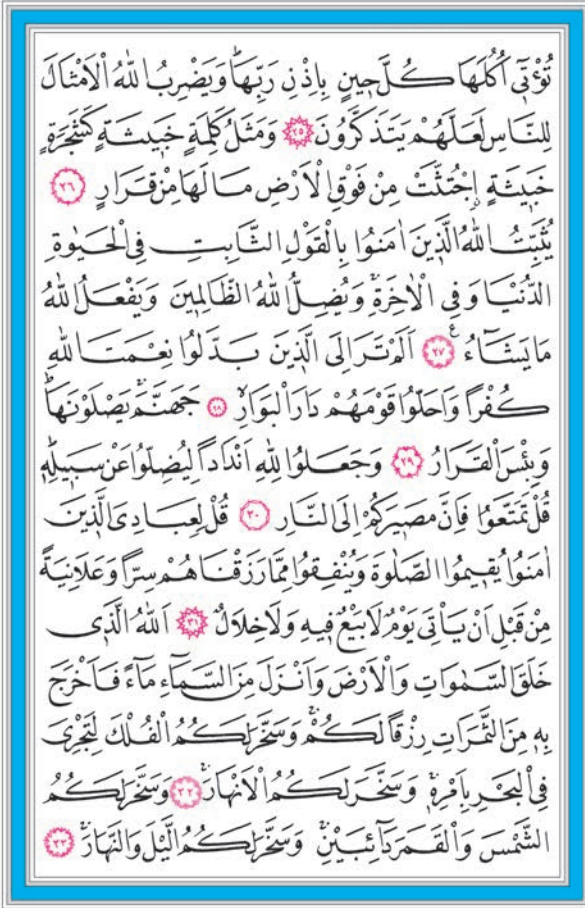 تُؤْت۪ٓي اُكُلَهَا كُلَّ ح۪ينٍ بِاِذْنِ رَبِّهَاۜ وَيَضْرِبُ اللّٰهُ الْاَمْثَالَ
لِلنَّاسِ لَعَلَّهُمْ يَتَذَكَّرُونَ ﴿٢٥﴾ وَمَثَلُ كَلِمَةٍ خَب۪يثَةٍ كَشَجَرَةٍ
خَب۪يثَةٍۨ اجْتُثَّتْ مِنْ فَوْقِ الْاَرْضِ مَا لَهَا مِنْ قَرَارٍ ﴿٢٦﴾
يُثَبِّتُ اللّٰهُ الَّذ۪ينَ اٰمَنُوا بِالْقَوْلِ الثَّابِتِ فِي الْحَيٰوةِ
الدُّنْيَا وَفِي الْاٰخِرَةِۚ وَيُضِلُّ اللّٰهُ الظَّالِم۪ينَ وَيَفْعَلُ اللّٰهُ
مَا يَشَٓاءُ۟ ﴿٢٧﴾ اَلَمْ تَرَ اِلَى الَّذ۪ينَ بَدَّلُوا نِعْمَتَ اللّٰهِ
كُفْرًا وَاَحَلُّوا قَوْمَهُمْ دَارَ الْبَوَارِۙ ﴿٢٨﴾ جَهَنَّمَۚ يَصْلَوْنَهَاۜ
وَبِئْسَ الْقَرَارُ ﴿٢٩﴾ وَجَعَلُوا لِلّٰهِ اَنْدَادًا لِيُضِلُّوا عَنْ سَب۪يلِه۪ۜ
قُلْ تَمَتَّعُوا فَاِنَّ مَص۪يرَكُمْ اِلَى النَّارِ ﴿٣٠﴾ قُلْ لِعِبَادِيَ الَّذ۪ينَ
اٰمَنُوا يُق۪يمُوا الصَّلٰوةَ وَيُنْفِقُوا مِمَّا رَزَقْنَاهُمْ سِرًّا وَعَلَانِيَةً
مِنْ قَبْلِ اَنْ يَأْتِيَ يَوْمٌ لَا بَيْعٌ ف۪يهِ وَلَا خِلَالٌ ﴿٣١﴾ اَللّٰهُ الَّذ۪ي
خَلَقَ السَّمٰوَاتِ وَالْاَرْضَ وَاَنْزَلَ مِنَ السَّمَٓاءِ مَٓاءً فَاَخْرَجَ
بِه۪ مِنَ الثَّمَرَاتِ رِزْقًا لَكُمْۚ وَسَخَّرَ لَكُمُ الْفُلْكَ لِتَجْرِيَ
فِي الْبَحْرِ بِاَمْرِه۪ۚ وَسَخَّرَ لَكُمُ الْاَنْهَارَۚ ﴿٣٢﴾ وَسَخَّرَ لَكُمُ
الشَّمْسَ وَالْقَمَرَ دَٓائِبَيْنِۚ وَسَخَّرَ لَكُمُ الَّيْلَ وَالنَّهَارَۚ ﴿٣٣﴾